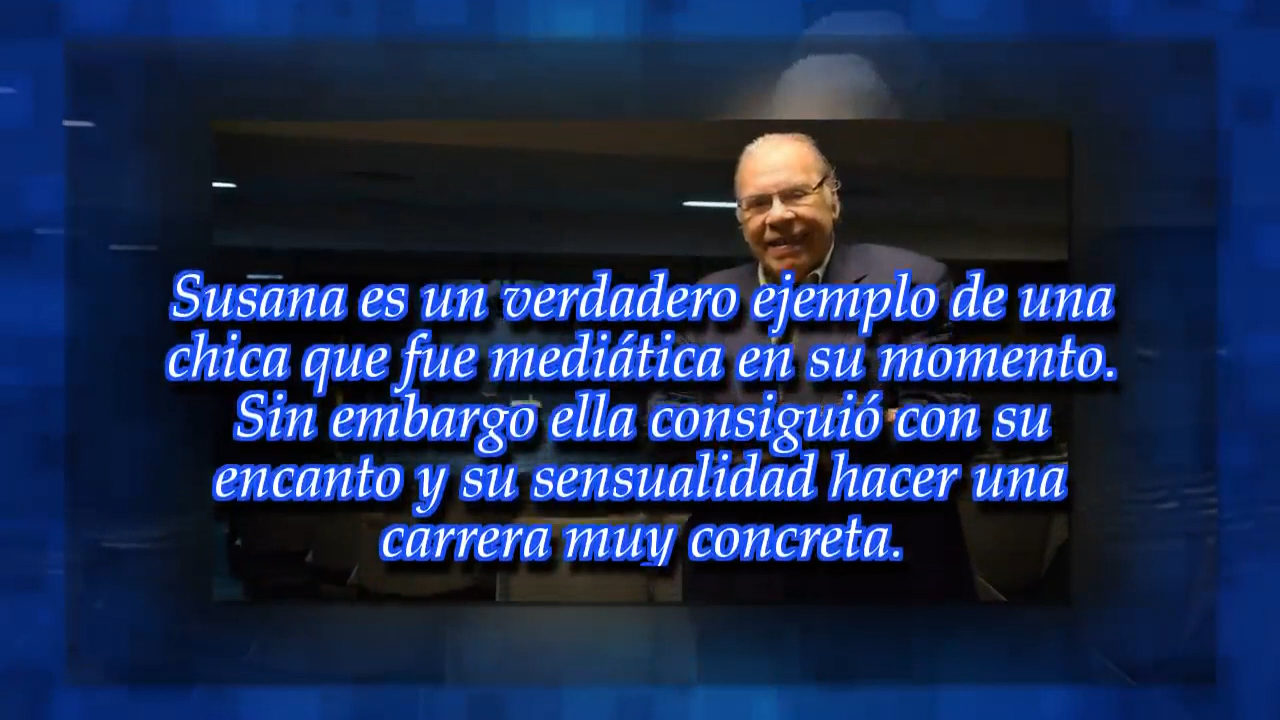 Susana es un verdadero ejemplo de una
chica que fue mediática en su momento.
Sin embargo ella consiguió con su
encanto y su sensualidad hacer una
carrera muy concreta.